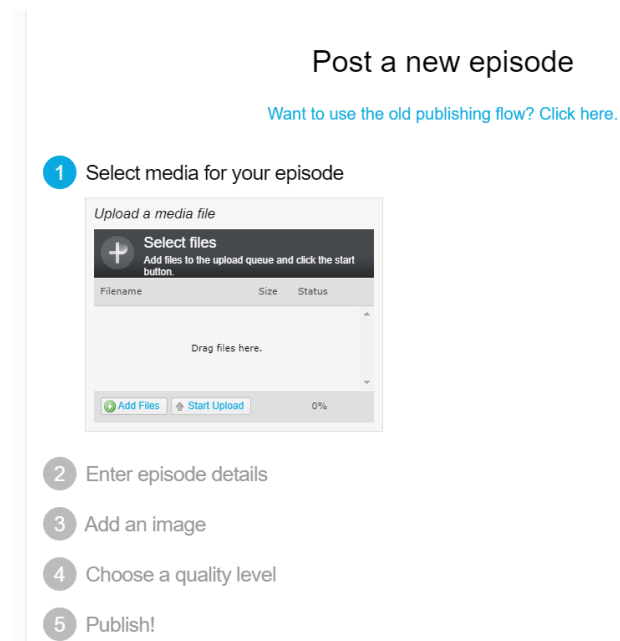 Post a new episode
Want to use the old publishing flow? Click here.
1 Select media for your episode
Upload a media file
Select files
Add files to the upload queue and click the start
button.
Filename Size Status
Drag files here.
Add Files Start Upload 0%
2 Enter episode details
3 Add an image
4 Choose a quality level
5 Publish!